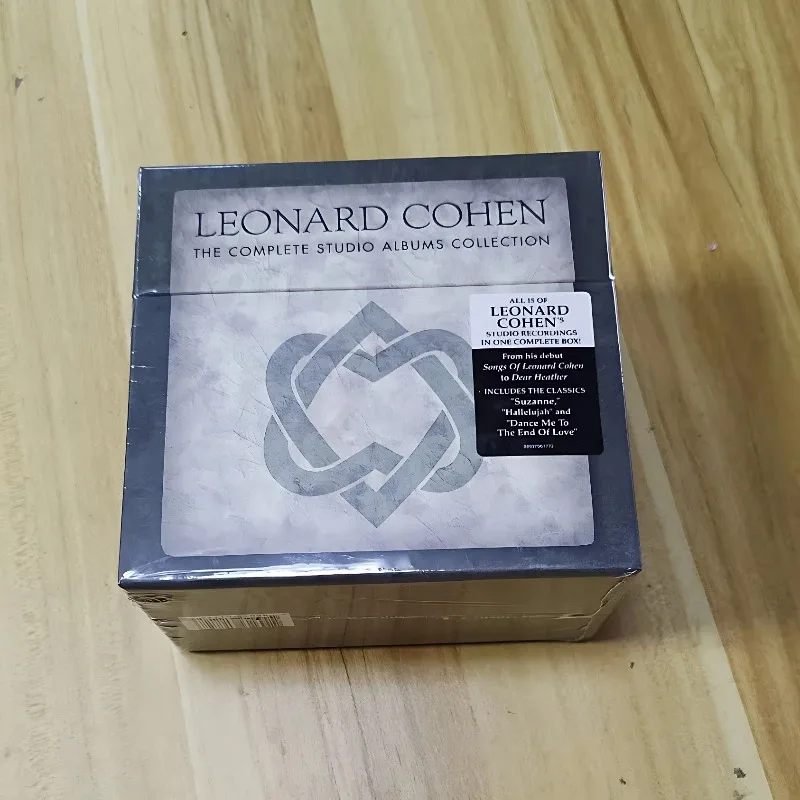 LEONARD COHEN
THE COMPLETE STUDIO ALBUMS COLLECTION
ALL 15 OF
LEONARD
COHEN'S
STUDIO RECORDINGS
IN ONE COMPLETE BOX!
From his debut
Songs Of Leonard Cohen
to Dear Heather
INCLUDES THE CLASSICS
"Suzanne,"
"Hallelujah" and
"Dance Me To
The End Of Love"